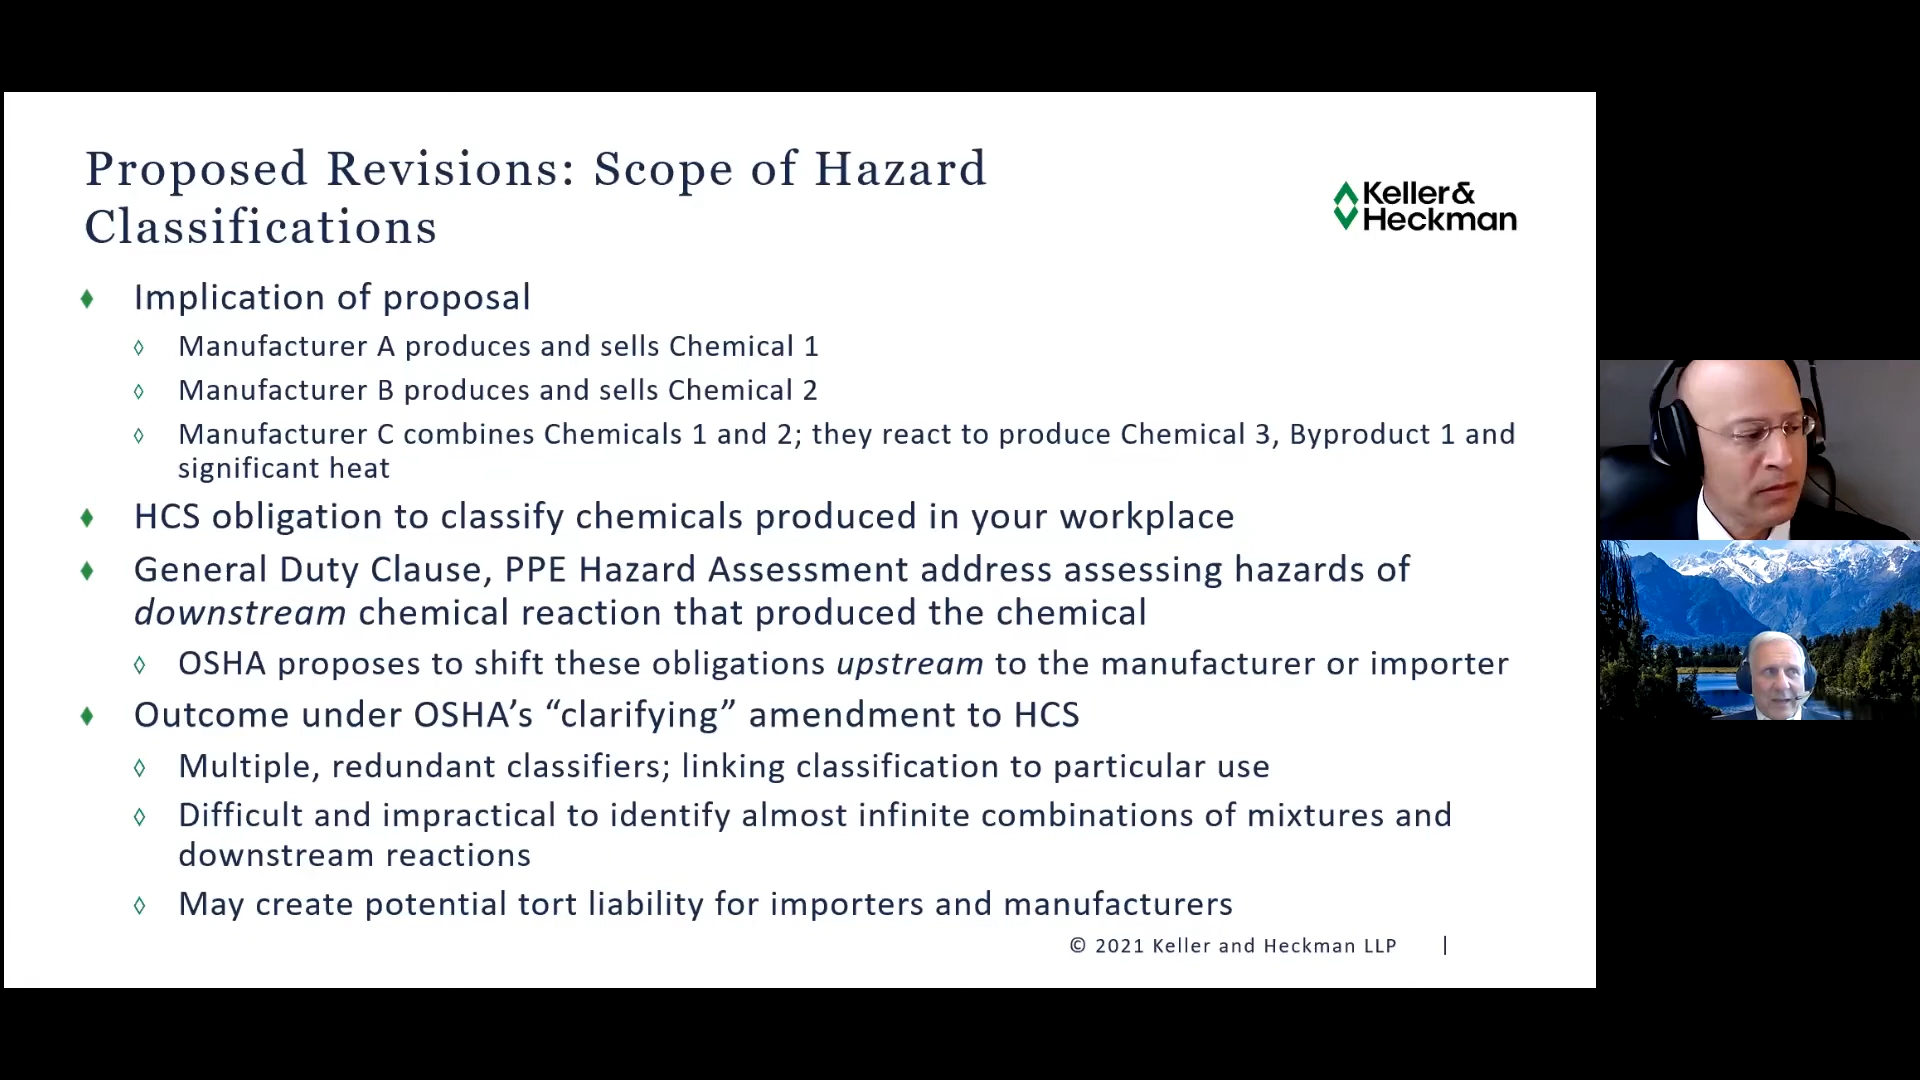 Proposed Revisions: Scope of Hazard
Classifications
Keller&
Heckman
Implication of proposal
Manufacturer A produces and sells Chemical 1
Manufacturer B produces and sells Chemical 2
Manufacturer C combines Chemicals 1 and 2; they react to produce Chemical 3, Byproduct 1 and
significant heat
HCS obligation to classify chemicals produced in your workplace
General Duty Clause, PPE Hazard Assessment address assessing hazards of
downstream chemical reaction that produced the chemical
OSHA proposes to shift these obligations upstream to the manufacturer or importer
Outcome under OSHA’s “clarifying” amendment to HCS
Multiple, redundant classifiers; linking classification to particular use
Difficult and impractical to identify almost infinite combinations of mixtures and
downstream reactions
May create potential tort liability for importers and manufacturers
© 2021 Keller and Heckman LLP |